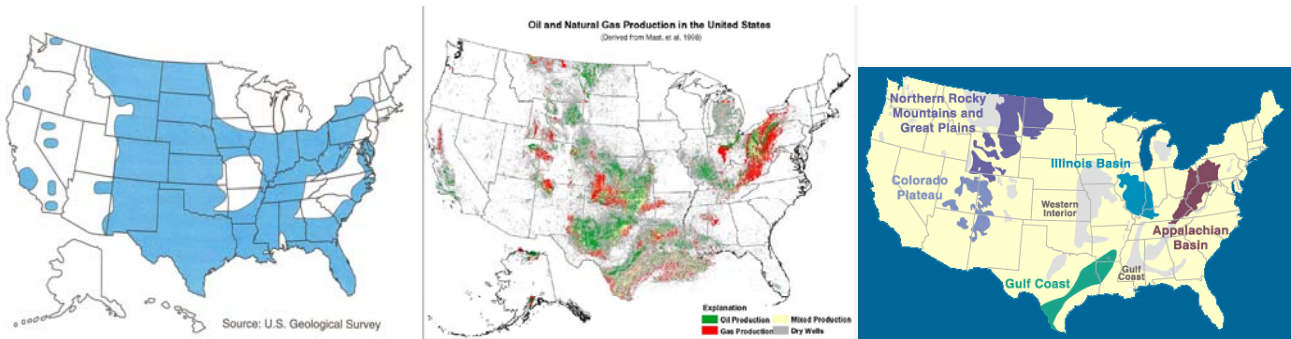 Source: U.S. Geological Survey
Oil and Natural Gas Production in the United States
(Derived from Mast, et al, 1998)
Explanation
Oil Production
Mixed Production
Gas Production
Dry Wells
Northern Rocky
Mountains and
Great Plains
Illinois Basin
Colorado
Plateau
Western
Interior
Appalachian
Basin
Gulf Coast
Gulf
Coast